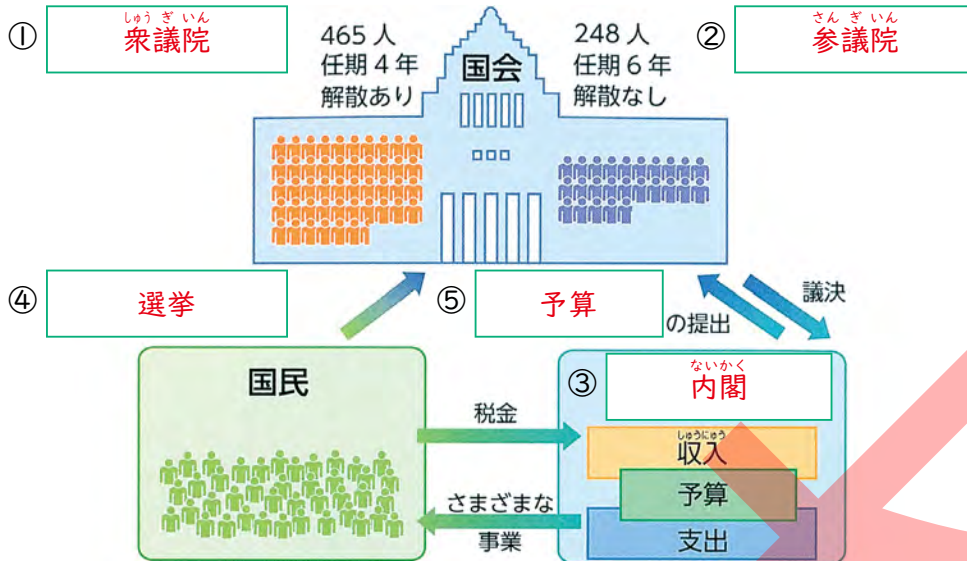 ①
しゅうぎいん
衆議院
465人
任期4年
解散あり
国会
248人
任期6年
解散なし
②
さんぎいん
参議院
④
選挙
⑤
予算
の提出
議決
国民
税金
さまざまな
事業
③
ないかく
内閣
しゅうにゅう
収入
予算
支出